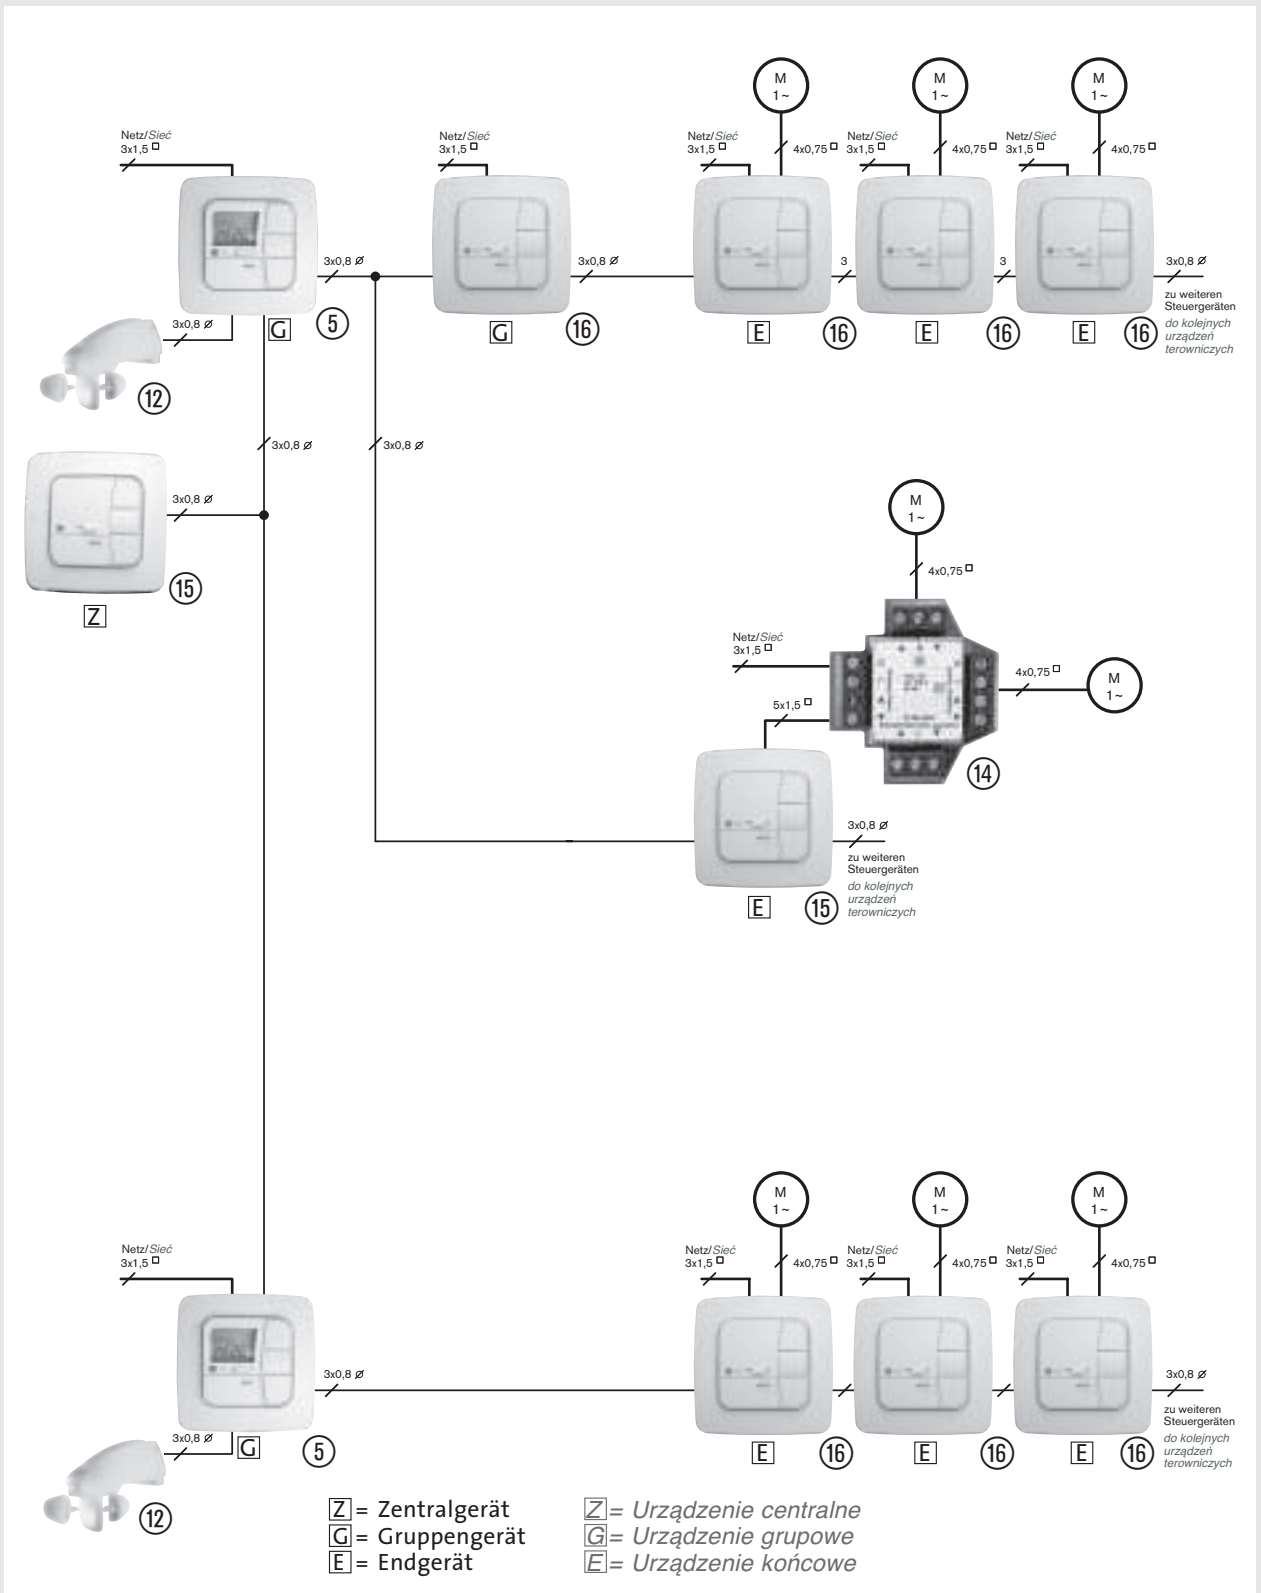 M
1~
M
1~
M
1~
Netz/Sieć
3x1,5 □
Netz/Sieć
3x1,5 □
Netz/Sieć
3x1,5 □
4x0,75 □
Netz/Sieć
3x1,5 □
4x0,75 □
Netz/Sieć
3x1,5 □
4x0,75 □
3x0,8 ⌀
3x0,8 ⌀
3
3
3x0,8 ⌀
zu weiteren
Steuergeräten
do kolejnych
urządzeń
terowniczych
G
5
G
16
E
16
E
16
E
16
3x0,8 ⌀
12
3x0,8 ⌀
3x0,8 ⌀
3x0,8 ⌀
15
Z
M
1~
4x0,75 □
Netz/Sieć
3x1,5 □
4x0,75 □
M
1~
5x1,5 □
14
3x0,8 ⌀
zu weiteren
Steuergeräten
do kolejnych
urządzeń
terowniczych
E
15
M
1~
M
1~
M
1~
Netz/Sieć
3x1,5 □
Netz/Sieć
3x1,5 □
4x0,75 □
Netz/Sieć
3x1,5 □
4x0,75 □
Netz/Sieć
3x1,5 □
4x0,75 □
3x0,8 ⌀
3x0,8 ⌀
zu weiteren
Steuergeräten
do kolejnych
urządzeń
terowniczych
3x0,8 ⌀
G
5
E
16
E
16
E
16
12
Z = Zentralgerät
G = Gruppengerät
E = Endgerät
Z = Urządzenie centralne
G = Urządzenie grupowe
E = Urządzenie końcowe